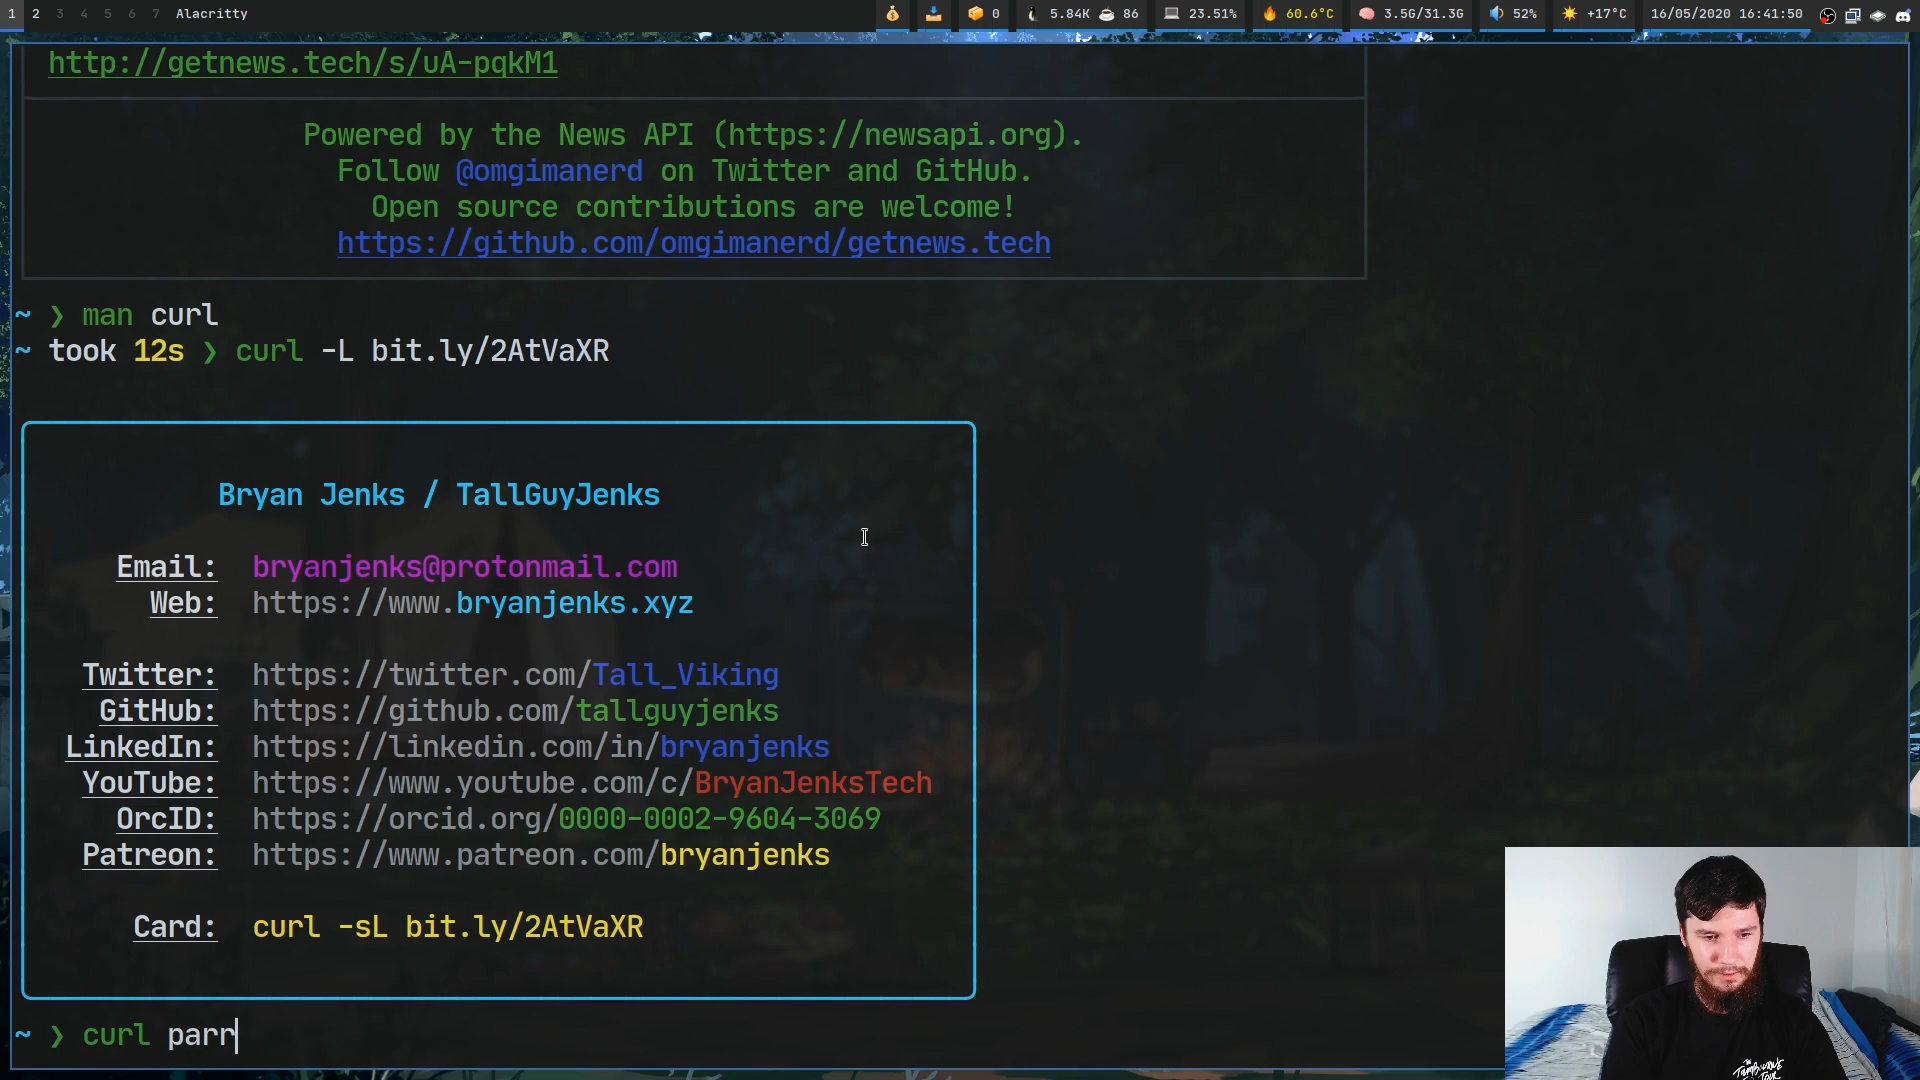 1 2 3 4 5 6 7 Alacritty 0 5.84K 86 23.51% 60.6°C 3.5G/31.3G 52% +17°C 16/05/2020 16:41:50
http://getnews.tech/s/uA-pqkM1
Powered by the News API (https://newsapi.org).
Follow @omgimanerd on Twitter and GitHub.
Open source contributions are welcome!
https://github.com/omgimanerd/getnews.tech
~ ❯ man curl
~ took 12s ❯ curl -L bit.ly/2AtVaXR
Bryan Jenks / TallGuyJenks
Email: bryanjenks@protonmail.com
Web: https://www.bryanjenks.xyz
Twitter: https://twitter.com/Tall_Viking
GitHub: https://github.com/tallguyjenks
LinkedIn: https://linkedin.com/in/bryanjenks
YouTube: https://www.youtube.com/c/BryanJenksTech
OrcID: https://orcid.org/0000-0002-9604-3069
Patreon: https://www.patreon.com/bryanjenks
Card: curl -sL bit.ly/2AtVaXR
~ ❯ curl parr